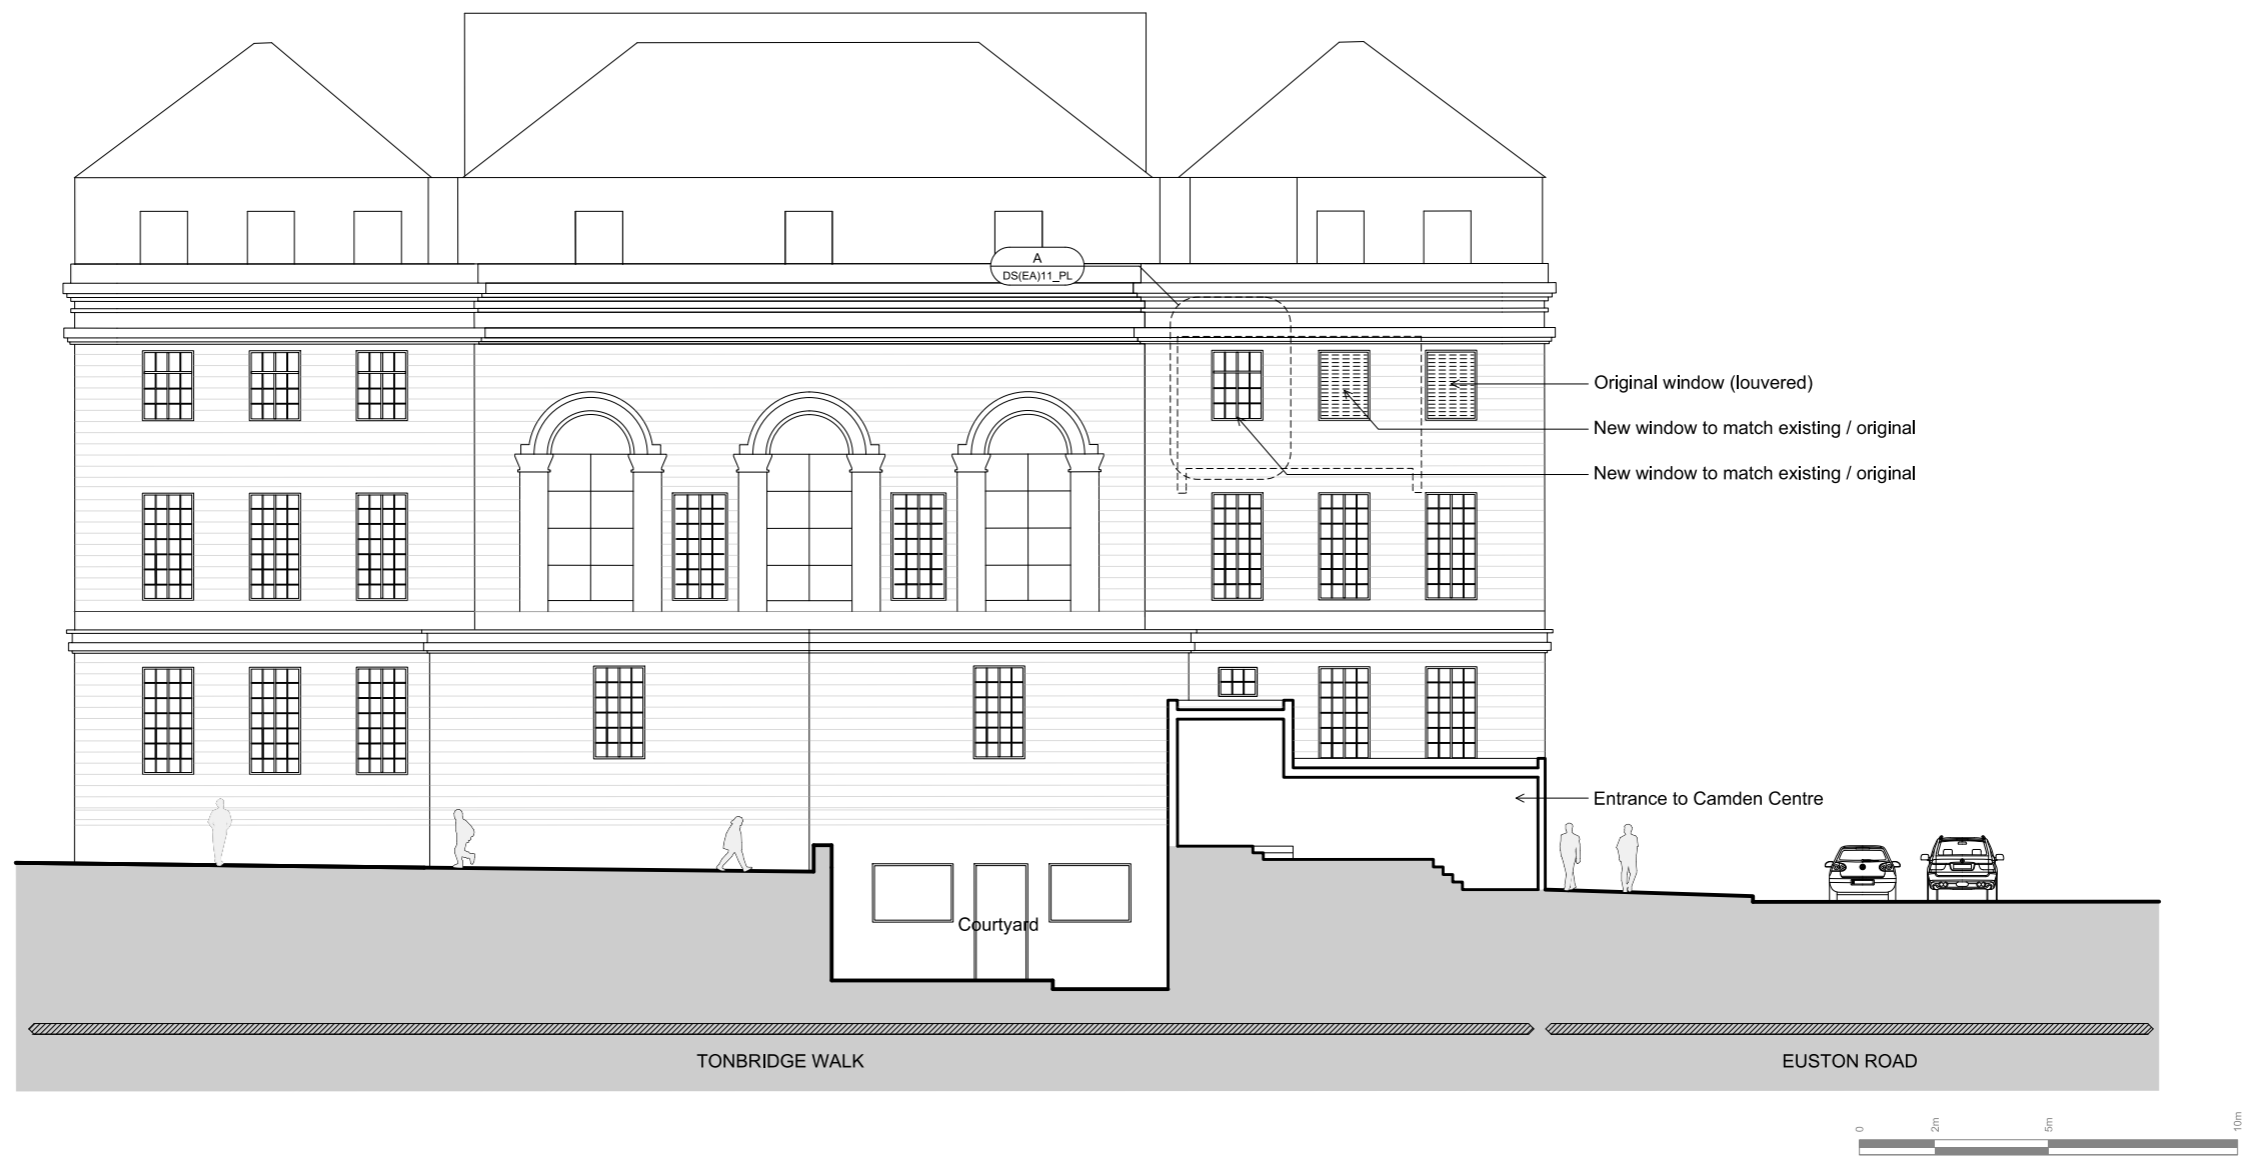 A
DS(EA)11_PL
Original window (louvered)
New window to match existing / original
New window to match existing / original
Entrance to Camden Centre
Courtyard
TONBRIDGE WALK
EUSTON ROAD
0
2m
5m
10m